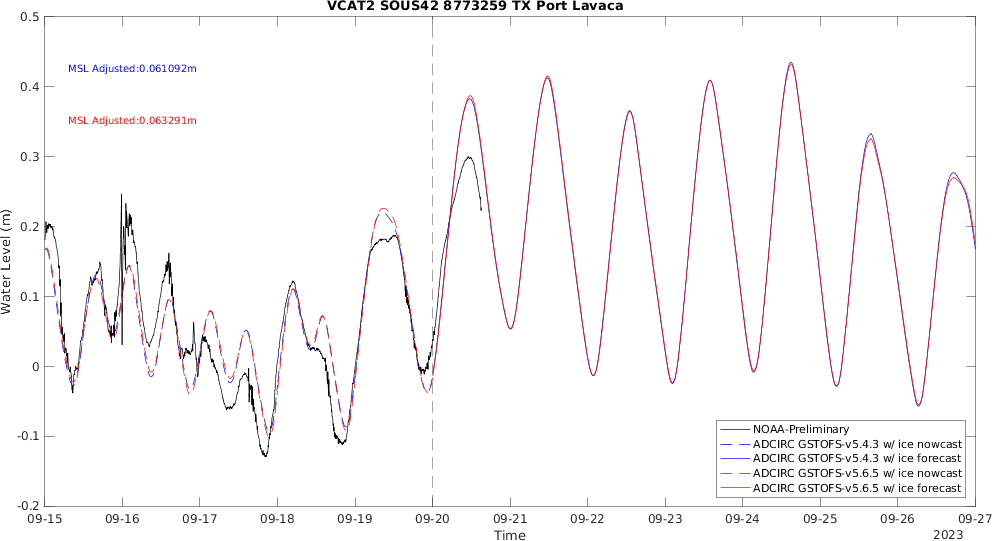 VCAT2 SOUS42 8773259 TX Port Lavaca
0.5
0.4
0.3
0.2
0.1
0
-0.1
-0.2
Water Level (m)
MSL Adjusted:0.061092m
MSL Adjusted:0.063291m
NOAA-Preliminary
ADCIRC GSTOFS-v5.4.3 w/ ice nowcast
ADCIRC GSTOFS-v5.4.3 w/ ice forecast
ADCIRC GSTOFS-v5.6.5 w/ ice nowcast
ADCIRC GSTOFS-v5.6.5 w/ ice forecast
09-15 09-16 09-17 09-18 09-19 09-20 09-21 09-22 09-23 09-24 09-25 09-26 09-27
Time
2023